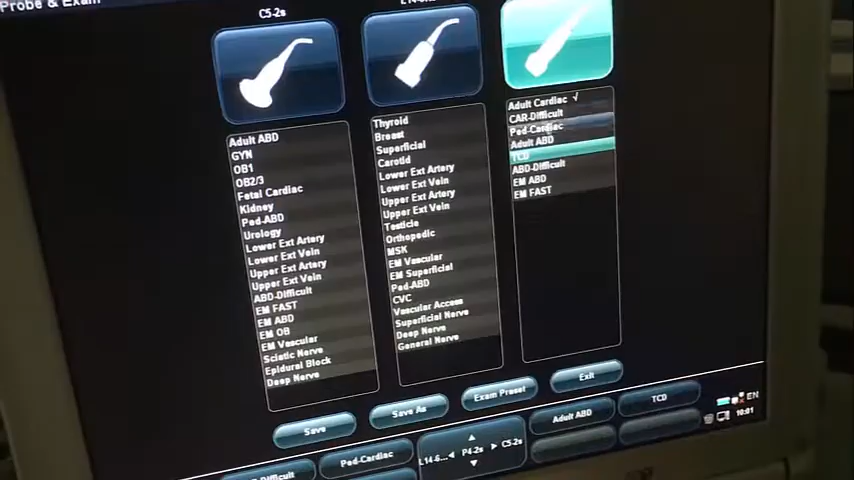 Probe & Exam
C5-2s
Adult ABD
GYN
OB1
OB2/3
Fetal Cardiac
Kidney
Ped-ABD
Urology
Lower Ext Artery
Lower Ext Vein
Upper Ext Artery
Upper Ext Vein
ABD-Difficult
EM FAST
EM ABD
EM OB
EM Vascular
Sciatic Nerve
Epidural Block
Deep Nerve
Thyroid
Breast
Superficial
Carotid
Lower Ext Artery
Lower Ext Vein
Upper Ext Artery
Upper Ext Vein
Testicle
Orthopedic
MSK
EM Vascular
EM Superficial
Ped-ABD
CVC
Vascular Access
Superficial Nerve
Deep Nerve
General Nerve
Adult Cardiac √
CAR-Difficult
Ped-Cardiac
Adult ABD
TCD
ABD-Difficult
EM ABD
EM FAST
Save
Save As
Exam Preset
Exit
Ped-Cardiac
L14-6... P4-2s C5-2s
Adult ABD
TCD
EN
19:01